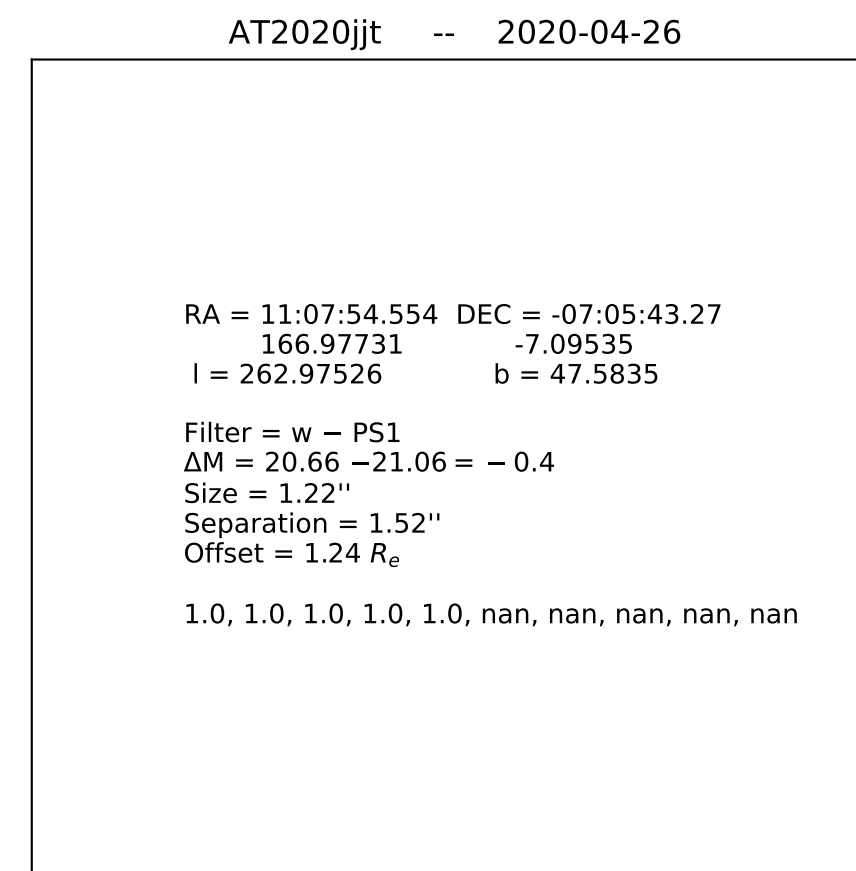 AT2020jjt -- 2020-04-26
RA = 11:07:54.554 DEC = -07:05:43.27
166.97731 -7.09535
l = 262.97526 b = 47.5835
Filter = w − PS1
ΔM = 20.66 −21.06 = − 0.4
Size = 1.22''
Separation = 1.52''
Offset = 1.24 Re
1.0, 1.0, 1.0, 1.0, 1.0, nan, nan, nan, nan, nan